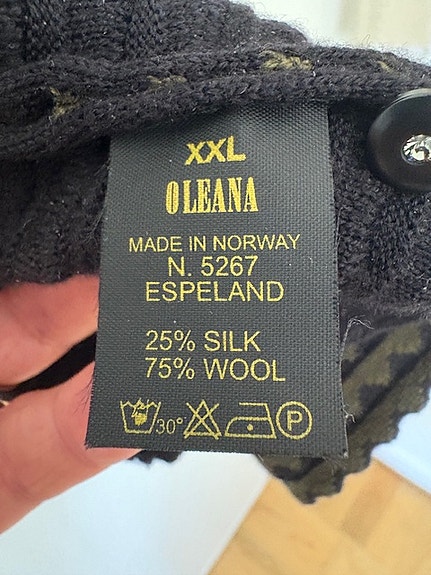 XXL
OLEANA
MADE IN NORWAY
N. 5267
ESPELAND
25% SILK
75% WOOL
30° P